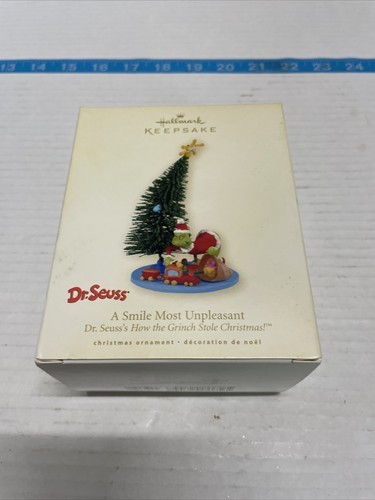 13 14 15 16 17 18 19 20 21 22 23 24
Hallmark
KEEPSAKE
Dr. Seuss
A Smile Most Unpleasant
Dr. Seuss's How the Grinch Stole Christmas!™
christmas ornament • décoration de noël